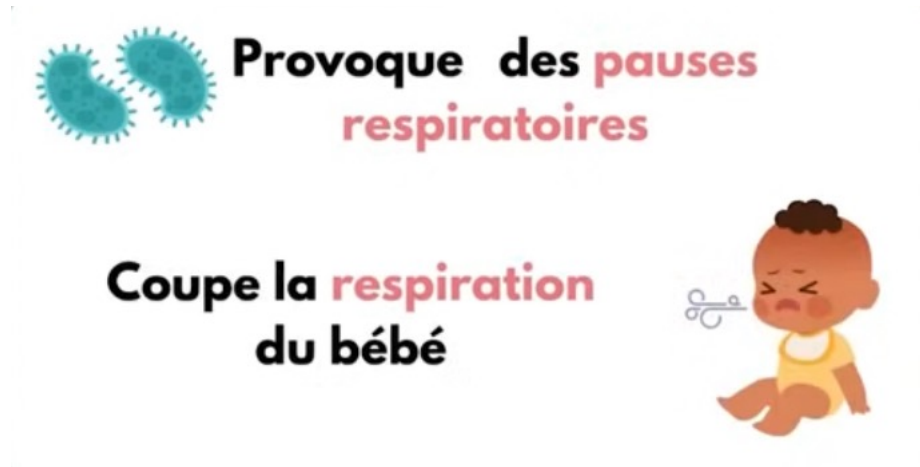 Provoque des pauses
respiratoires
Coupe la respiration
du bébé